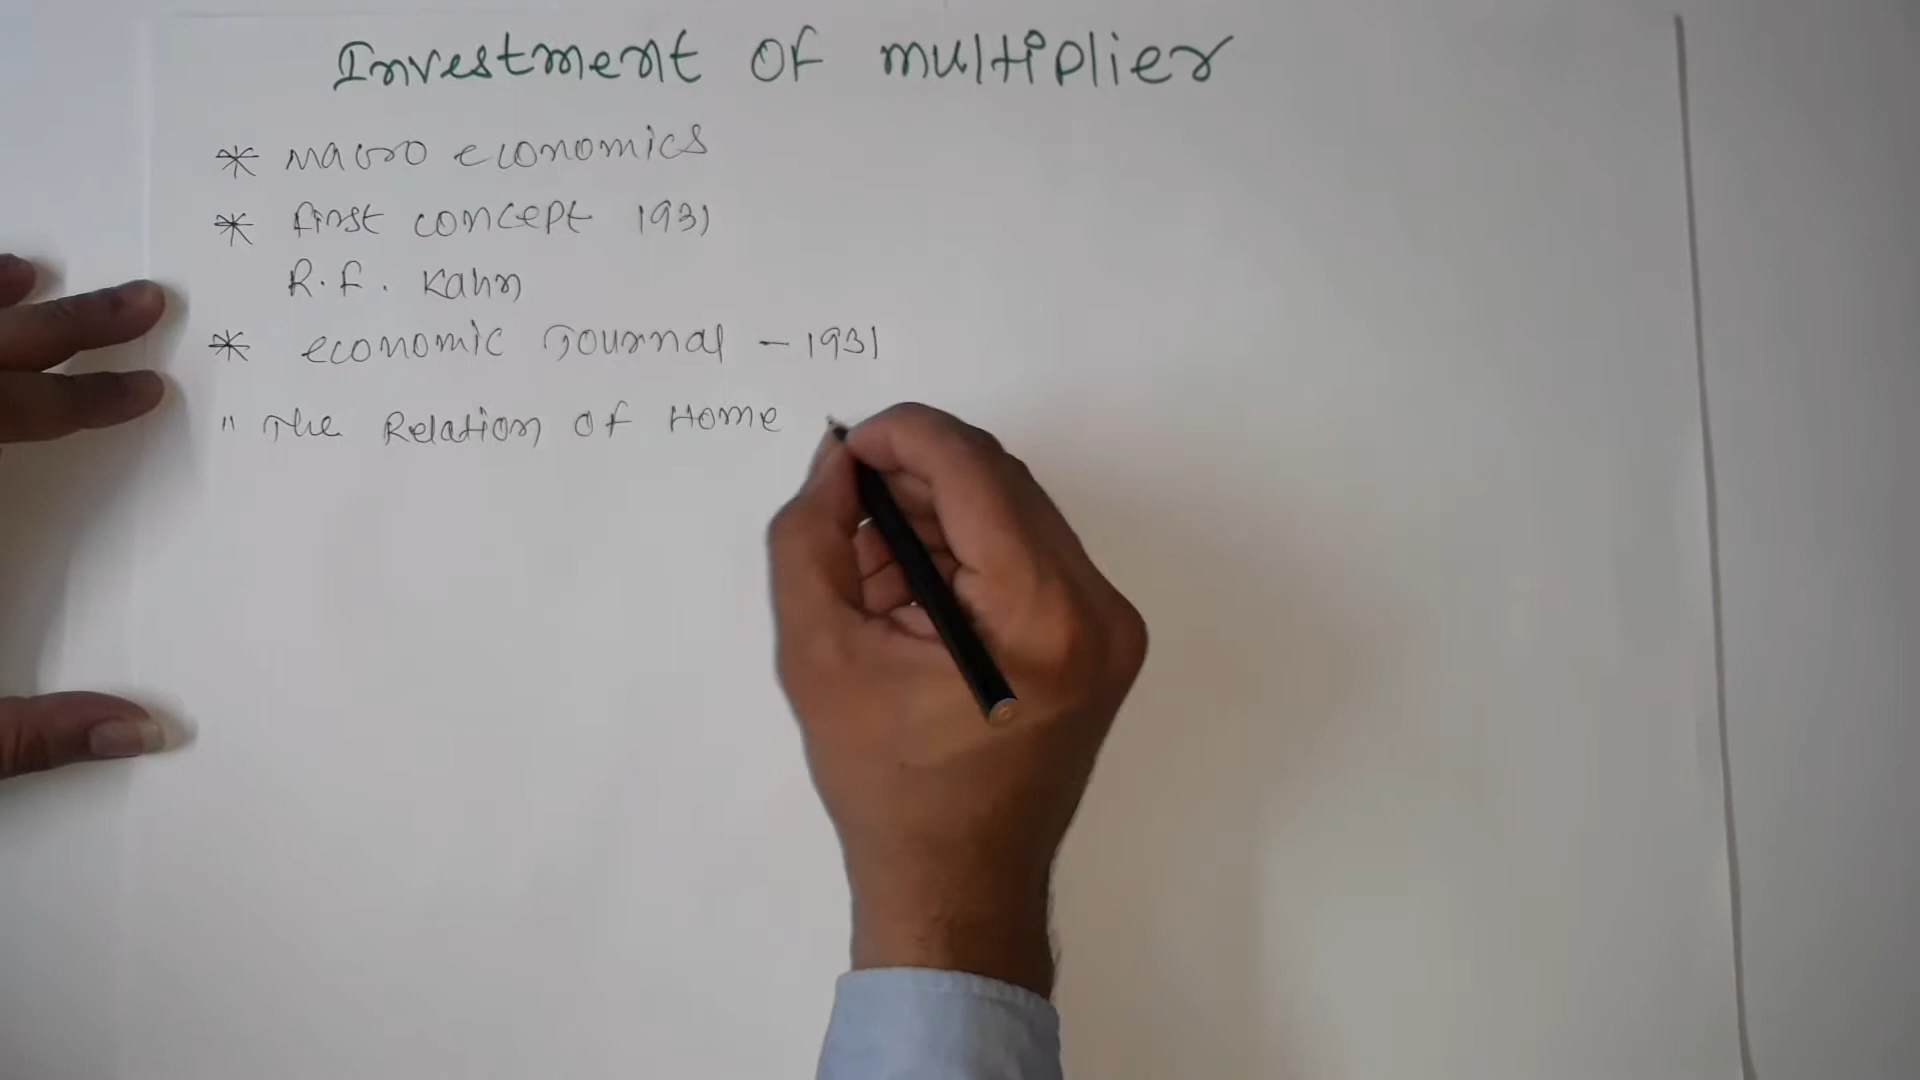 Investment of multiplier
* macro economics
* first concept 1931
R.F. Kahn
* economic Journal - 1931
" The Relation of Home